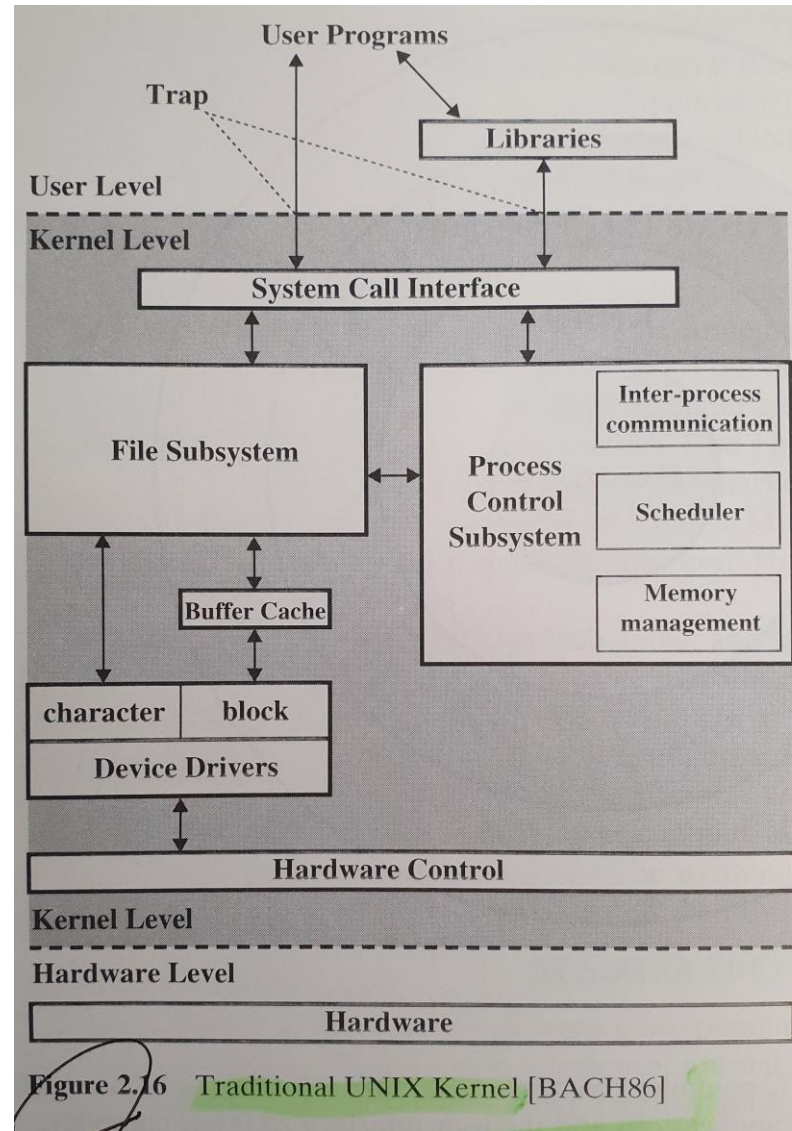 User Programs
Trap
Libraries
User Level
Kernel Level
System Call Interface
File Subsystem
Process
Control
Subsystem
Inter-process
communication
Scheduler
Memory
management
Buffer Cache
character block
Device Drivers
Hardware Control
Kernel Level
Hardware Level
Hardware
Figure 2.16 Traditional UNIX Kernel [BACH86]